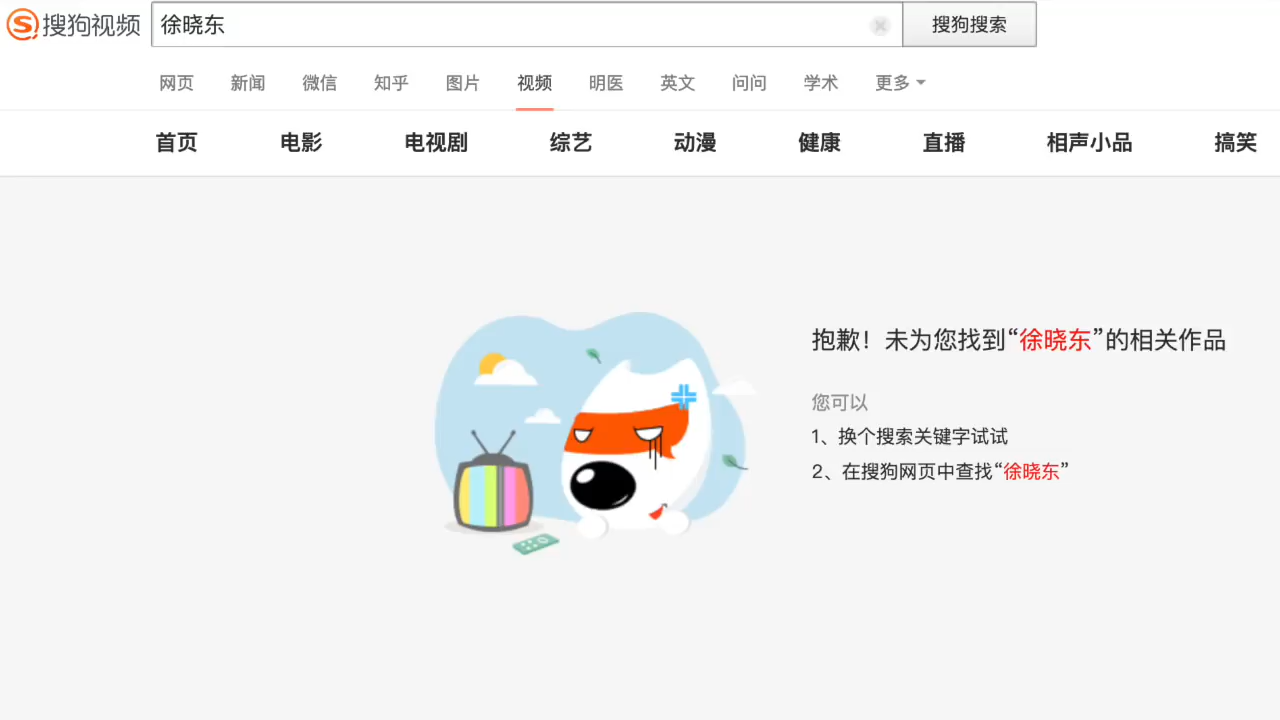 搜狗视频 徐晓东 搜狗搜索
网页 新闻 微信 知乎 图片 视频 明医 英文 问问 学术 更多
首页 电影 电视剧 综艺 动漫 健康 直播 相声小品 搞笑
抱歉！未为您找到“徐晓东”的相关作品
您可以
1、换个搜索关键字试试
2、在搜狗网页中查找“徐晓东”